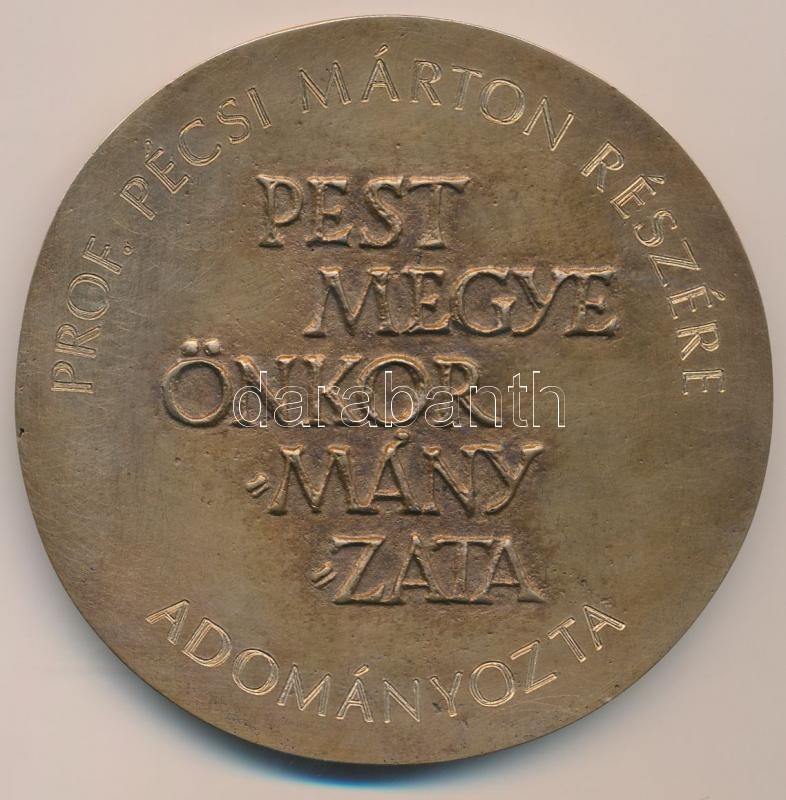 PROF. PÉCSI MÁRTON RÉSZÉRE
PEST
MEGYE
ÖNKOR
„MÁNY
„ZATA
ADOMÁNYOZTA
darabanth